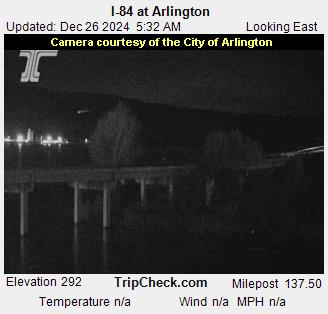 I-84 at Arlington
Updated: Dec 26 2024 5:32 AM Looking East
Camera courtesy of the City of Arlington
Elevation 292 TripCheck.com Milepost 137.50
Temperature n/a Wind n/a MPH n/a